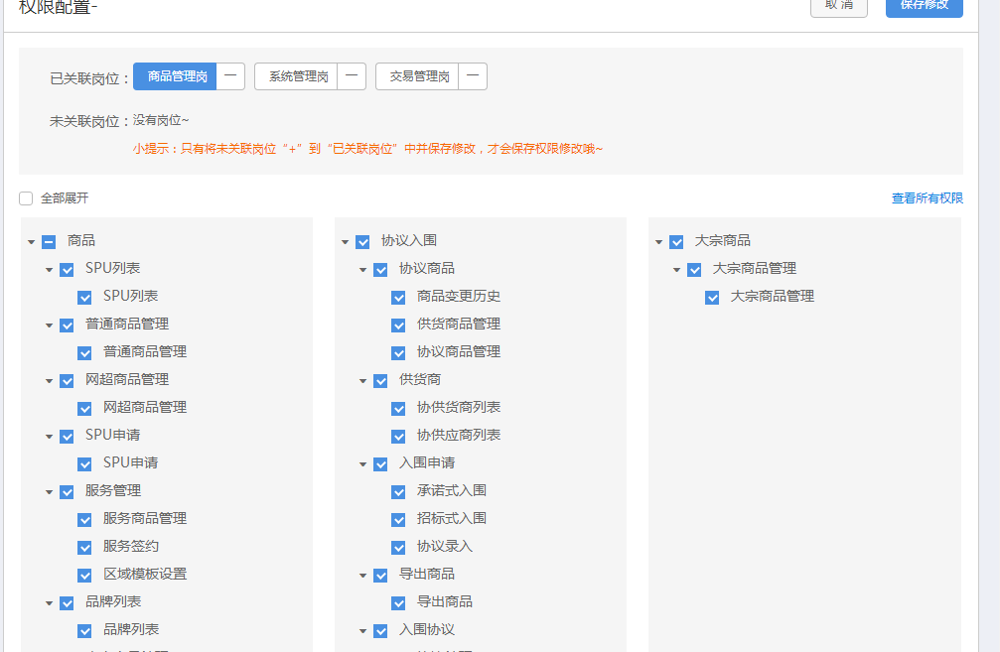 权限配置-
取 消
保存修改
已关联岗位：
商品管理岗
系统管理岗
交易管理岗
未关联岗位：
没有岗位~
小提示：只有将未关联岗位“+”到“已关联岗位”中并保存修改，才会保存权限修改哦~
全部展开
查看所有权限
商品
SPU列表
SPU列表
普通商品管理
普通商品管理
网超商品管理
网超商品管理
SPU申请
SPU申请
服务管理
服务商品管理
服务签约
区域模板设置
品牌列表
品牌列表
协议入围
协议商品
商品变更历史
供货商品管理
协议商品管理
供货商
协供货商列表
协供应商列表
入围申请
承诺式入围
招标式入围
协议录入
导出商品
导出商品
入围协议
大宗商品
大宗商品管理
大宗商品管理